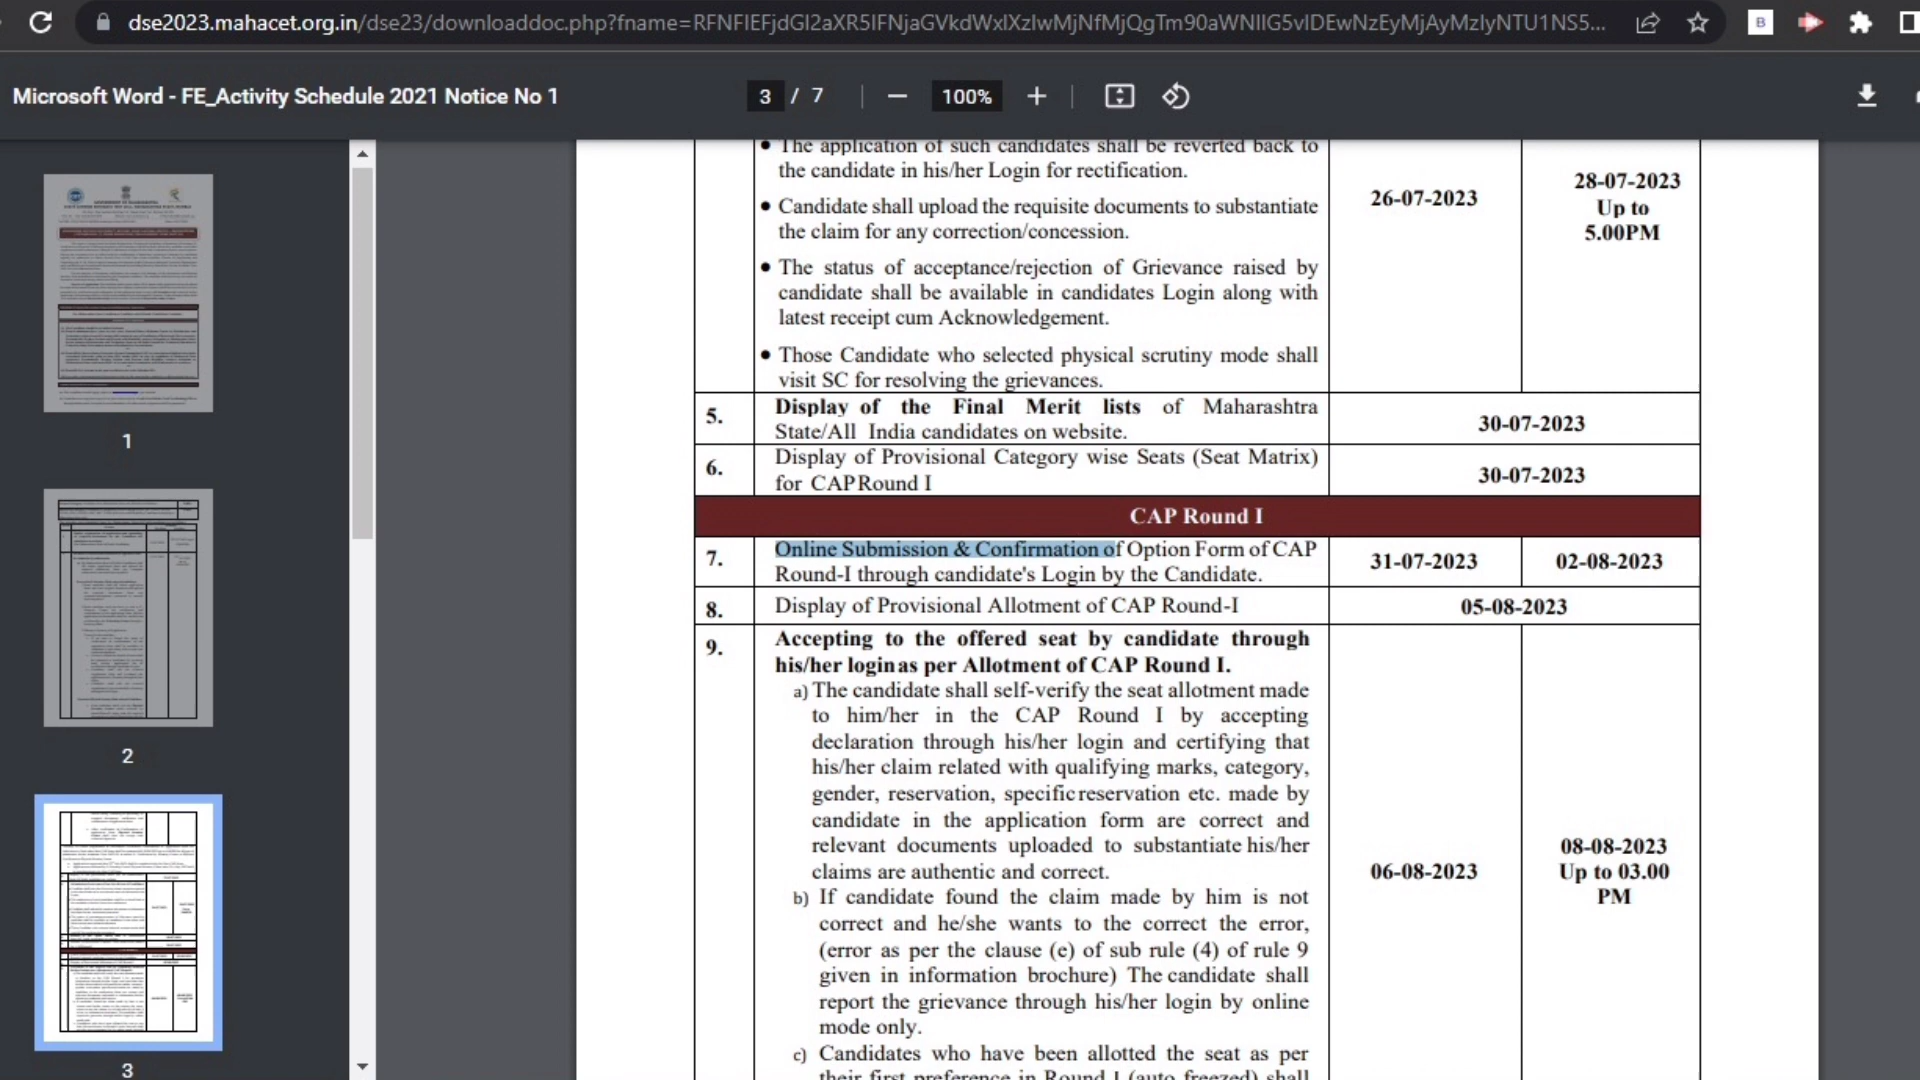 dse2023.mahacet.org.in/dse23/downloaddoc.php?fname=RFNFIEFjdGl2aXR5IFNjaGVkdWxlXzIwMjNfMjQgTm90aWNlIG5vIDEwNzEyMjAyMzIyNTU1NS5...
B
Microsoft Word - FE_Activity Schedule 2021 Notice No 1
3 / 7
100%
1
2
3
• The application of such candidates shall be reverted back to
the candidate in his/her Login for rectification.
• Candidate shall upload the requisite documents to substantiate
the claim for any correction/concession.
• The status of acceptance/rejection of Grievance raised by
candidate shall be available in candidates Login along with
latest receipt cum Acknowledgement.
• Those Candidate who selected physical scrutiny mode shall
visit SC for resolving the grievances.
26-07-2023
28-07-2023
Up to
5.00PM
5.
Display of the Final Merit lists of Maharashtra
State/All India candidates on website.
30-07-2023
6.
Display of Provisional Category wise Seats (Seat Matrix)
for CAP Round I
30-07-2023
CAP Round I
7.
Online Submission & Confirmation of Option Form of CAP
Round-I through candidate's Login by the Candidate.
31-07-2023
02-08-2023
8.
Display of Provisional Allotment of CAP Round-I
05-08-2023
9.
Accepting to the offered seat by candidate through
his/her login as per Allotment of CAP Round I.
a) The candidate shall self-verify the seat allotment made
to him/her in the CAP Round I by accepting
declaration through his/her login and certifying that
his/her claim related with qualifying marks, category,
gender, reservation, specific reservation etc. made by
candidate in the application form are correct and
relevant documents uploaded to substantiate his/her
claims are authentic and correct.
b) If candidate found the claim made by him is not
correct and he/she wants to the correct the error,
(error as per the clause (e) of sub rule (4) of rule 9
given in information brochure) The candidate shall
report the grievance through his/her login by online
mode only.
c) Candidates who have been allotted the seat as per
their first preference in Round I (auto freezed) shall
06-08-2023
08-08-2023
Up to 03.00
PM